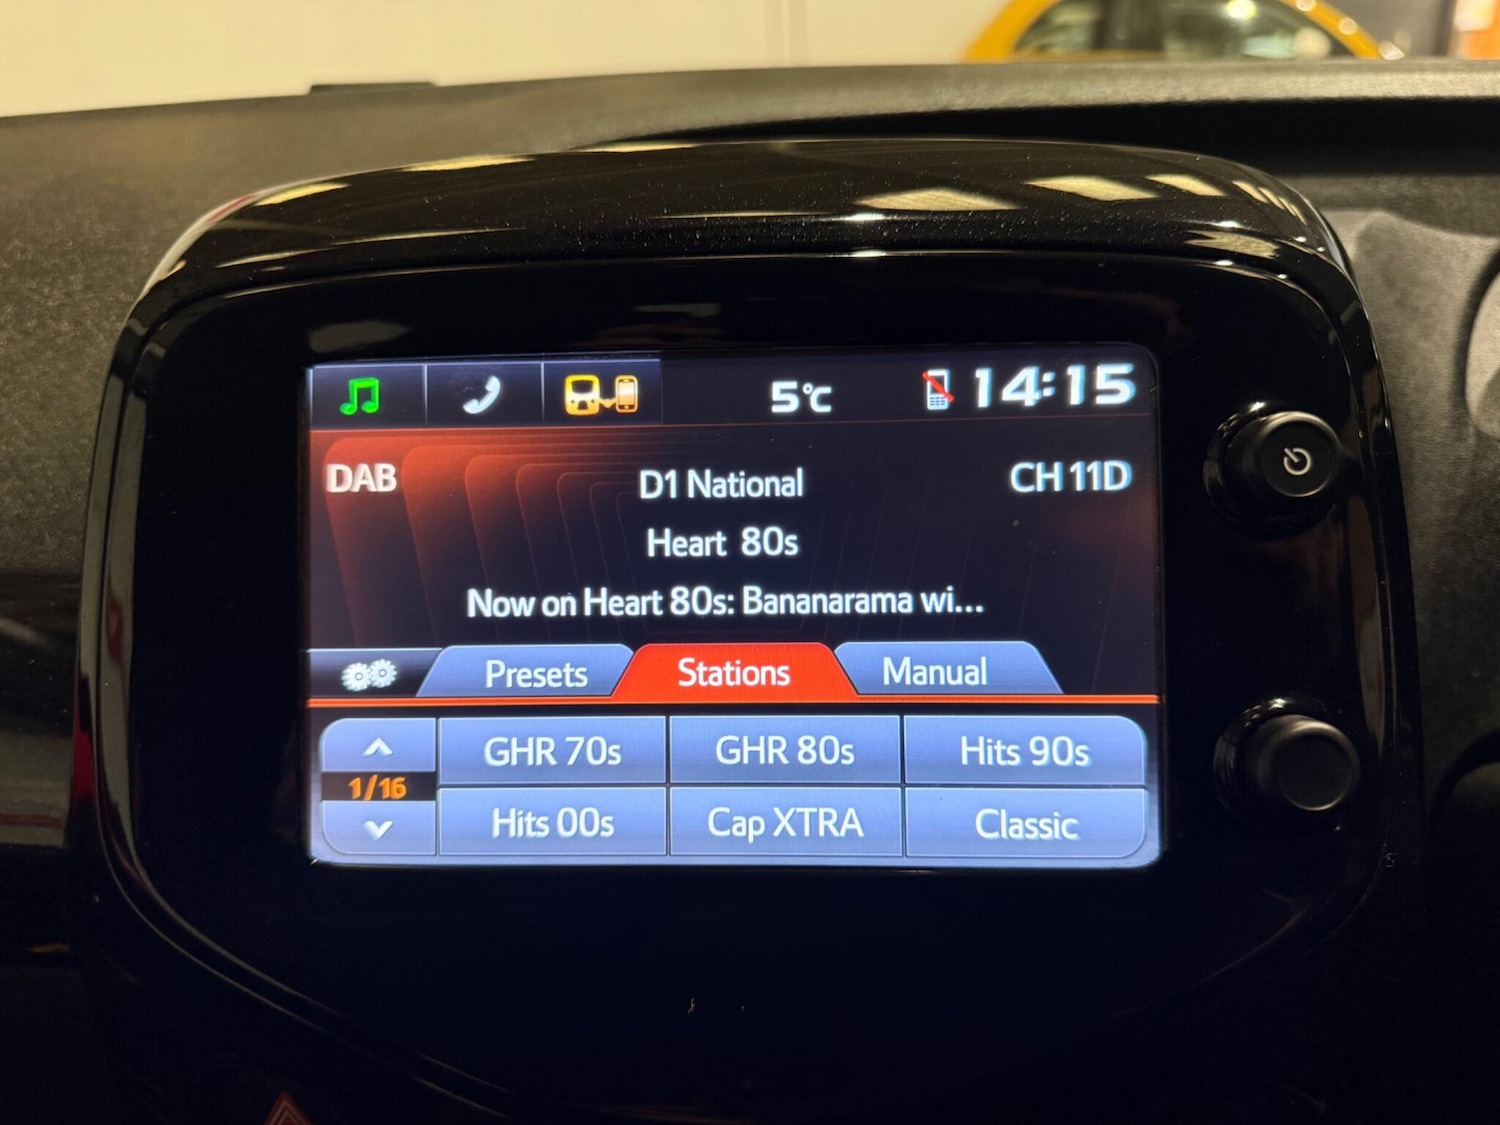 5°C 14:15
DAB D1 National CH 11D
Heart 80s
Now on Heart 80s: Bananarama wi...
Presets Stations Manual
GHR 70s GHR 80s Hits 90s
1/16
Hits 00s Cap XTRA Classic